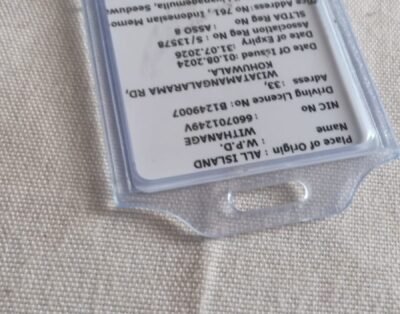 Place of Origin : ALL ISLAND
Name : W.P.D.
WITHANAGE
NIC No : 660701249V
Driving Licence No: B1249007
Adress :33,
WIJAYAMANGALARAMA RD,
KOHUWALA.
Date Of Issued :01.08.2024
Date of Expiry :31.07.2026
Association Reg No S / 13578
SLTDA Reg No : ASSO 8
Office Address:No 761, Indonesian Memo